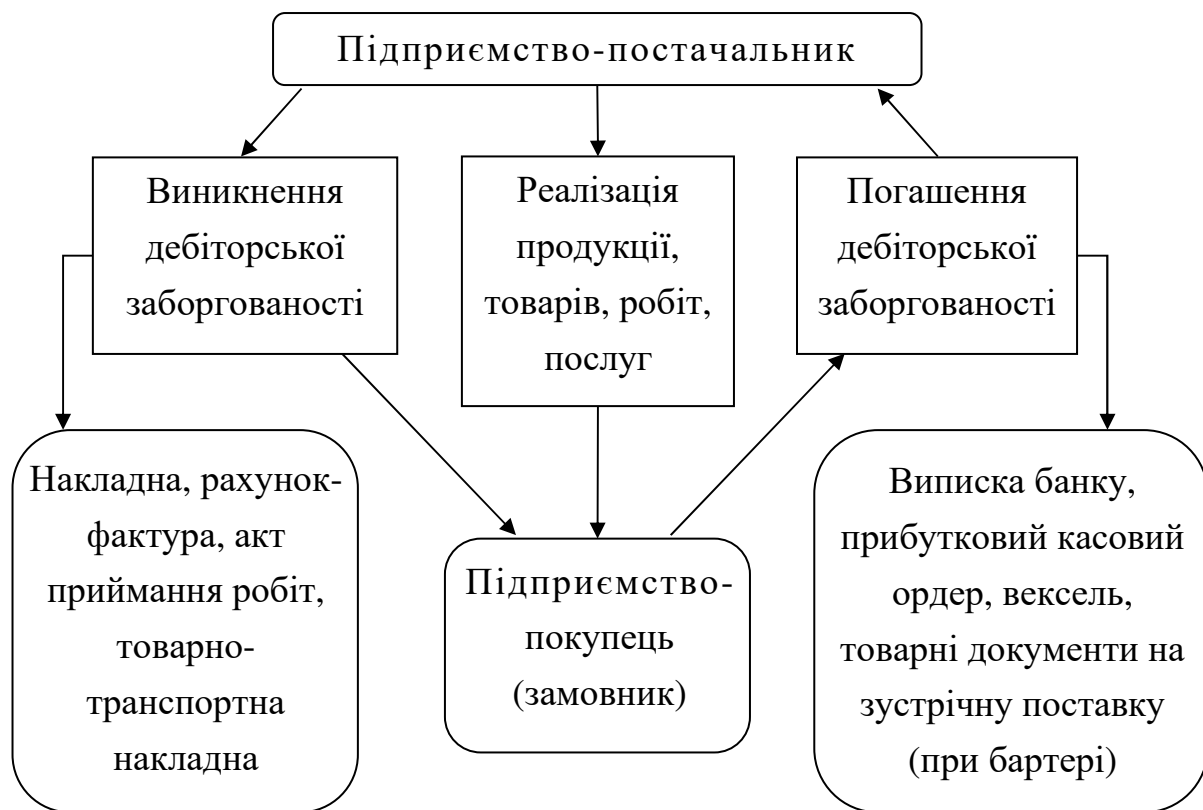 Підприємство-постачальник
Виникнення
дебіторської
заборгованості
Реалізація
продукції,
товарів, робіт,
послуг
Погашення
дебіторської
заборгованості
Накладна, рахунок-
фактура, акт
приймання робіт,
товарно-
транспортна
накладна
Підприємство-
покупець
(замовник)
Виписка банку,
прибутковий касовий
ордер, вексель,
товарні документи на
зустрічну поставку
(при бартері)